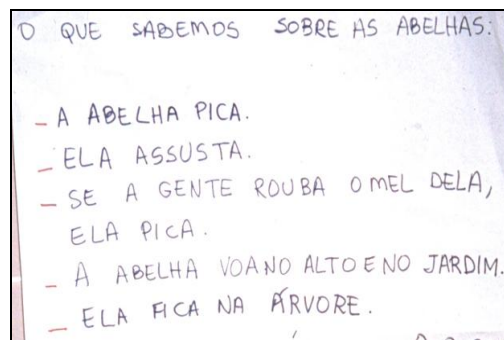 O QUE SABEMOS SOBRE AS ABELHAS:
- A ABELHA PICA.
- ELA ASSUSTA.
- SE A GENTE ROUBA O MEL DELA,
ELA PICA.
- A ABELHA VOA NO ALTO E NO JARDIM.
- ELA FICA NA ÁRVORE.